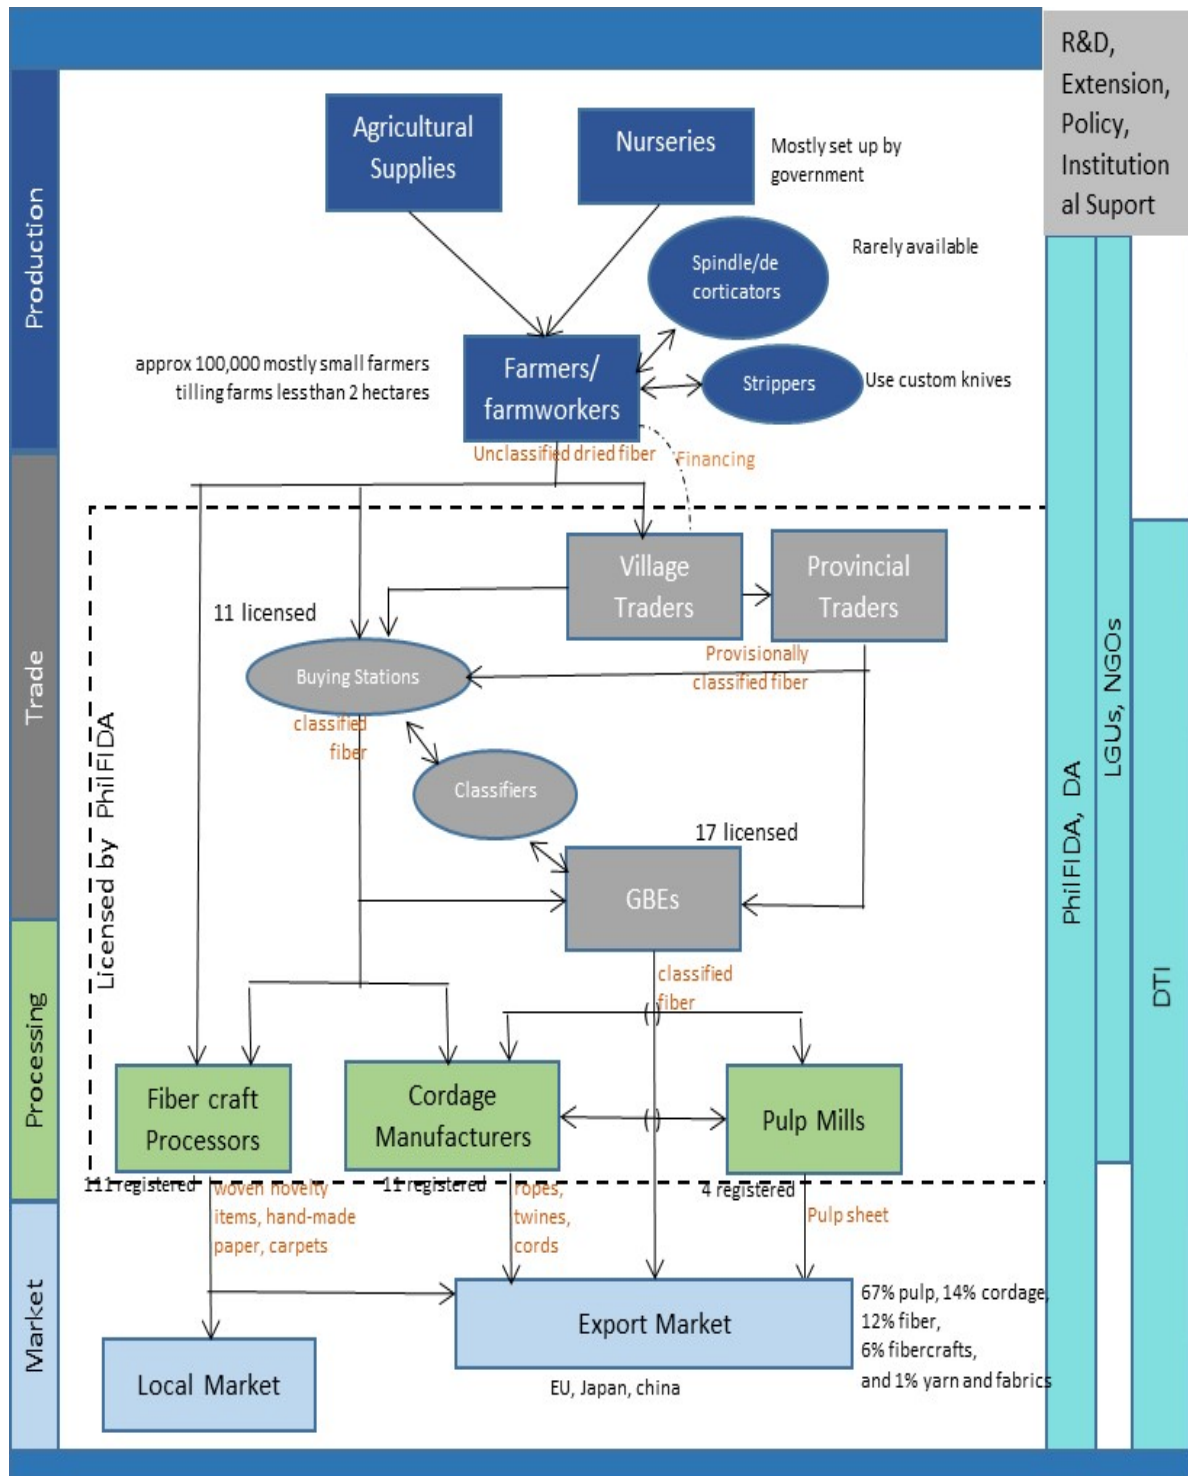 R&D,
Extension,
Policy,
Institution
al Suport
Production
Agricultural
Supplies
Nurseries
Mostly set up by
government
Spindle/de
corticators
Rarely available
approx 100,000 mostly small farmers
tilling farms less than 2 hectares
Farmers/
farmworkers
Strippers
Use custom knives
Unclassified dried fiber
Financing
Trade
Licensed by PhilFIDA
Village
Traders
Provincial
Traders
11 licensed
Buying Stations
Provisionally
classified fiber
classified
fiber
Classifiers
17 licensed
GBEs
classified
fiber
PhilFIDA, DA
LGUs, NGOs
DTI
Processing
Fiber craft
Processors
Cordage
Manufacturers
Pulp Mills
111 registered
11 registered
4 registered
woven novelty
items, hand-made
paper, carpets
ropes,
twines,
cords
Pulp sheet
Market
Local Market
Export Market
EU, Japan, china
67% pulp, 14% cordage,
12% fiber,
6% fibercrafts,
and 1% yarn and fabrics